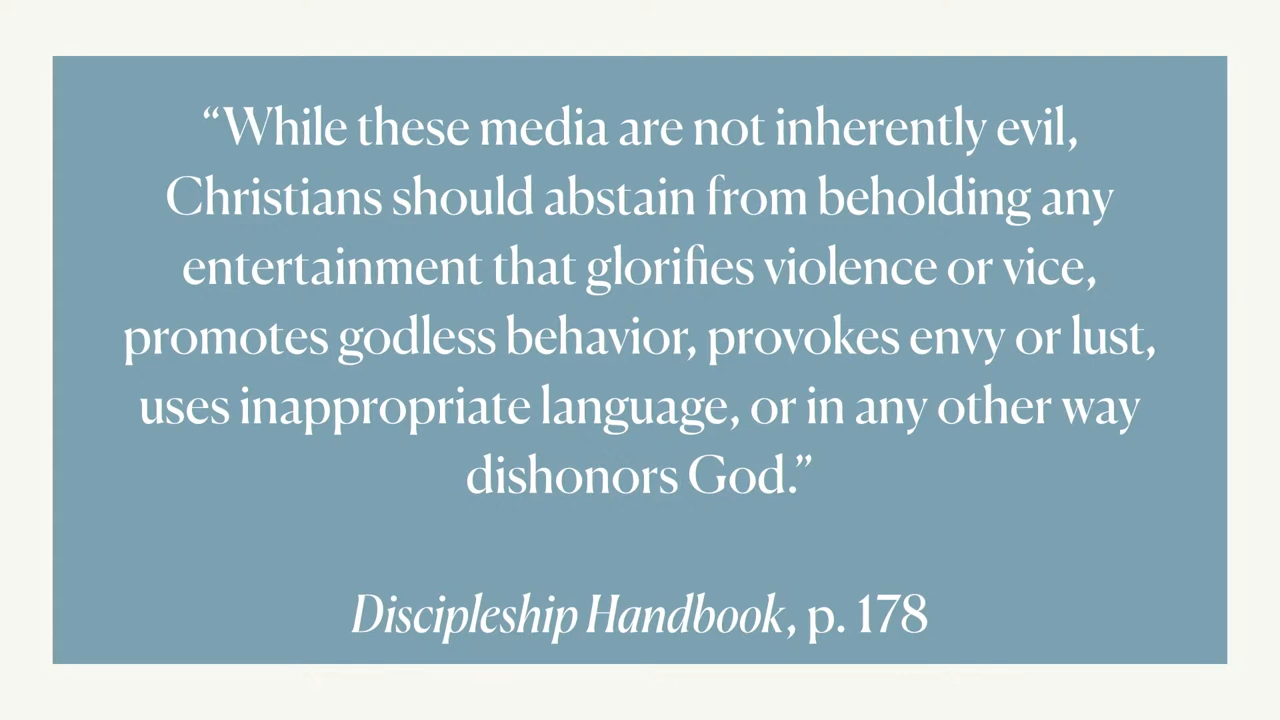 “While these media are not inherently evil,
Christians should abstain from beholding any
entertainment that glorifies violence or vice,
promotes godless behavior, provokes envy or lust,
uses inappropriate language, or in any other way
dishonors God.”
Discipleship Handbook, p. 178